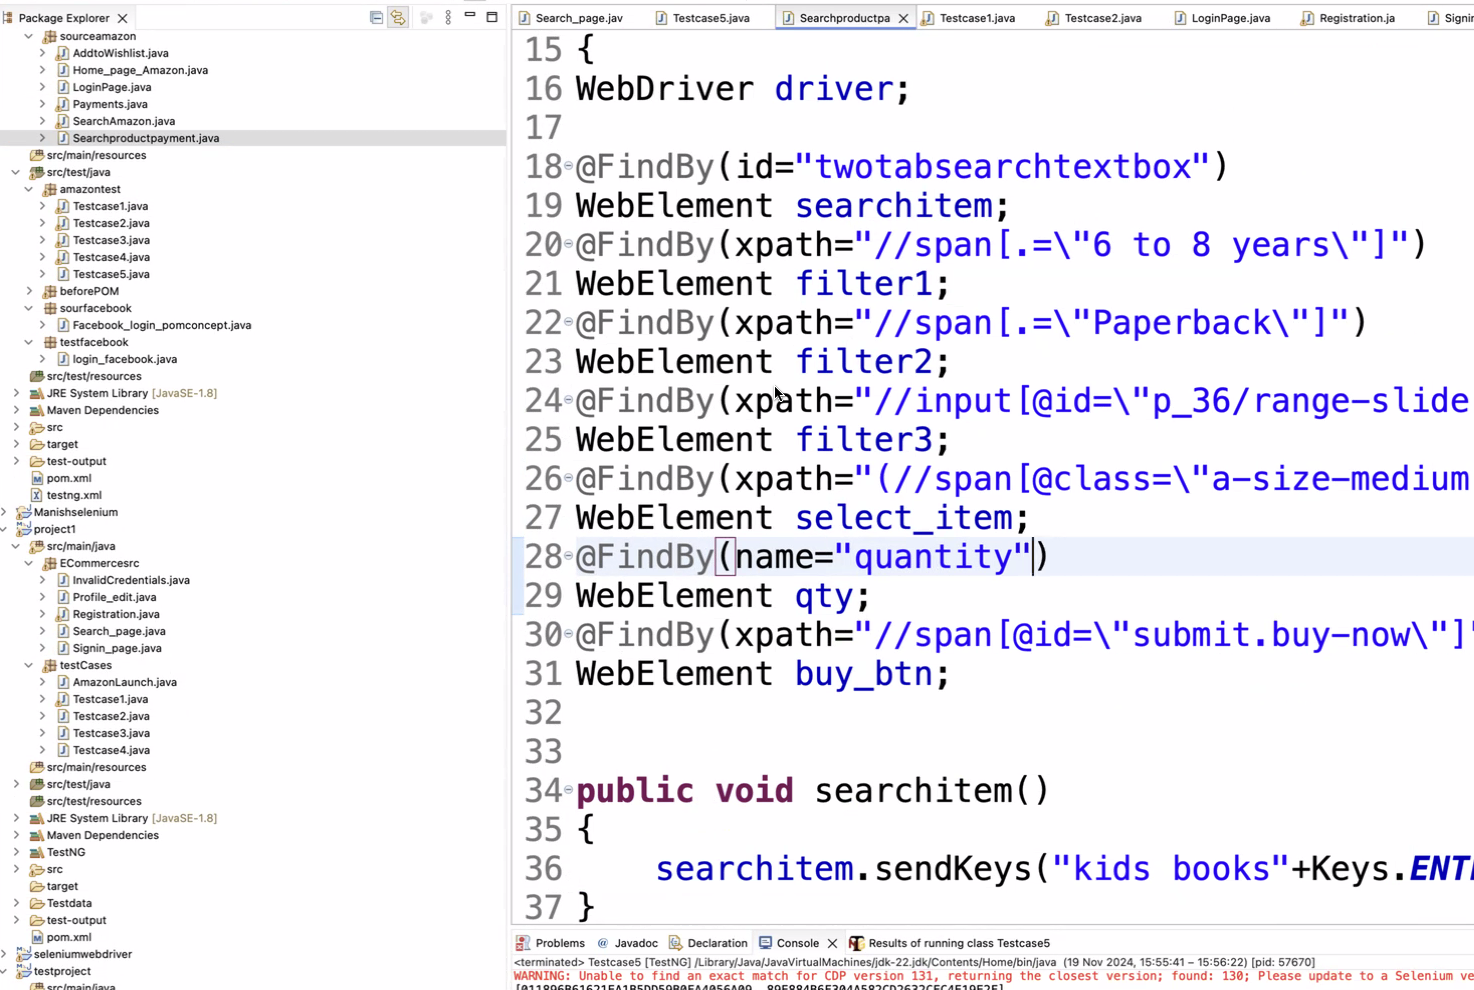 Package Explorer
sourceamazon
AddtoWishlist.java
Home_page_Amazon.java
LoginPage.java
Payments.java
SearchAmazon.java
Searchproductpayment.java
src/main/resources
src/test/java
amazontest
Testcase1.java
Testcase2.java
Testcase3.java
Testcase4.java
Testcase5.java
beforePOM
sourfacebook
Facebook_login_pomconcept.java
testfacebook
login_facebook.java
src/test/resources
JRE System Library [JavaSE-1.8]
Maven Dependencies
src
target
test-output
pom.xml
testng.xml
Manishselenium
project1
src/main/java
ECommercesrc
InvalidCredentials.java
Profile_edit.java
Registration.java
Search_page.java
Signin_page.java
testCases
AmazonLaunch.java
Testcase1.java
Testcase2.java
Testcase3.java
Testcase4.java
src/main/resources
src/test/java
src/test/resources
JRE System Library [JavaSE-1.8]
Maven Dependencies
TestNG
src
target
Testdata
test-output
pom.xml
seleniumwebdriver
testproject
src/main/java
Search_page.jav Testcase5.java Searchproductpa Testcase1.java Testcase2.java LoginPage.java Registration.ja Signin
15 {
16 WebDriver driver;
17
18 @FindBy(id="twotabsearchtextbox")
19 WebElement searchitem;
20 @FindBy(xpath="//span[.=\"6 to 8 years\"]")
21 WebElement filter1;
22 @FindBy(xpath="//span[.=\"Paperback\"]")
23 WebElement filter2;
24 @FindBy(xpath="//input[@id=\"p_36/range-slide
25 WebElement filter3;
26 @FindBy(xpath="(//span[@class=\"a-size-medium
27 WebElement select_item;
28 @FindBy(name="quantity")
29 WebElement qty;
30 @FindBy(xpath="//span[@id=\"submit.buy-now\"]"
31 WebElement buy_btn;
32
33
34 public void searchitem()
35 {
36 searchitem.sendKeys("kids books"+Keys.ENTE
37 }
Problems Javadoc Declaration Console Results of running class Testcase5
<terminated> Testcase5 [TestNG] /Library/Java/JavaVirtualMachines/jdk-22.jdk/Contents/Home/bin/java (19 Nov 2024, 15:55:41 – 15:56:22) [pid: 57670]
WARNING: Unable to find an exact match for CDP version 131, returning the closest version; found: 130; Please update to a Selenium ve